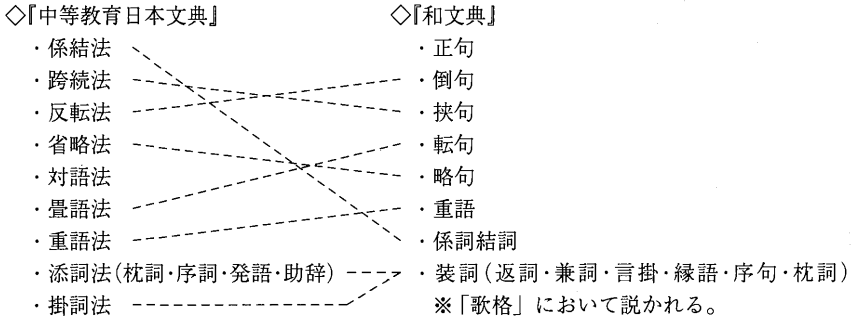 ◇『中等教育日本文典』
・係結法
・跨続法
・反転法
・省略法
・対語法
・畳語法
・重語法
・添詞法(枕詞・序詞・発語・助辞)
・掛詞法
◇『和文典』
・正句
・倒句
・挟句
・転句
・略句
・重語
・係詞結詞
・装詞(返詞・兼詞・言掛・縁語・序句・枕詞)
※「歌格」において説かれる。